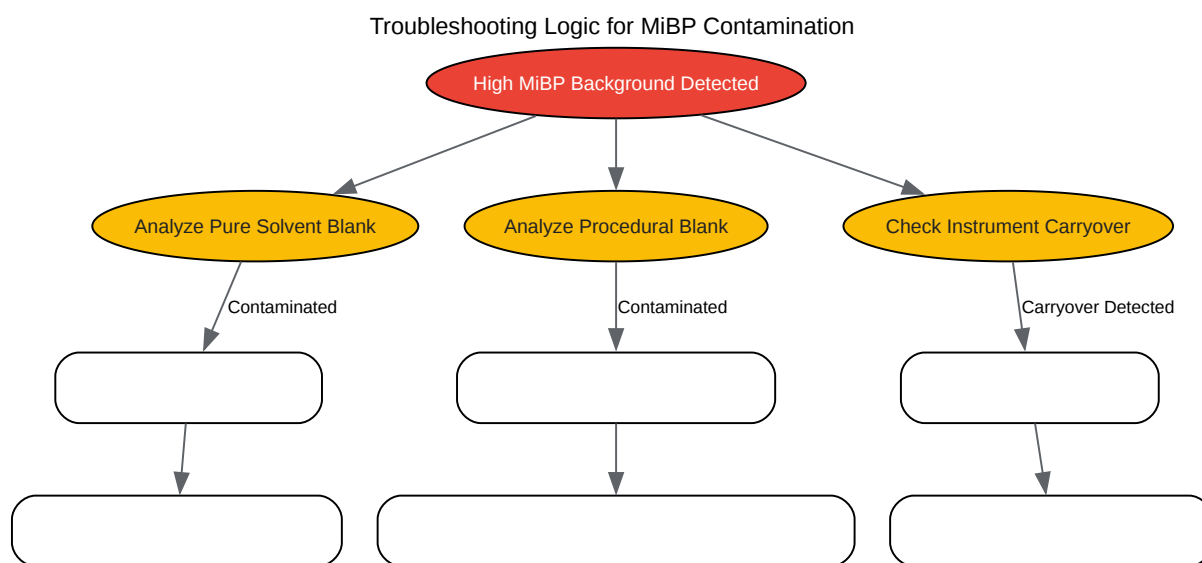 Troubleshooting Logic for MiBP Contamination
High MiBP Background Detected
Analyze Pure Solvent Blank
Analyze Procedural Blank
Check Instrument Carryover
Contaminated
Contaminated
Carryover Detected